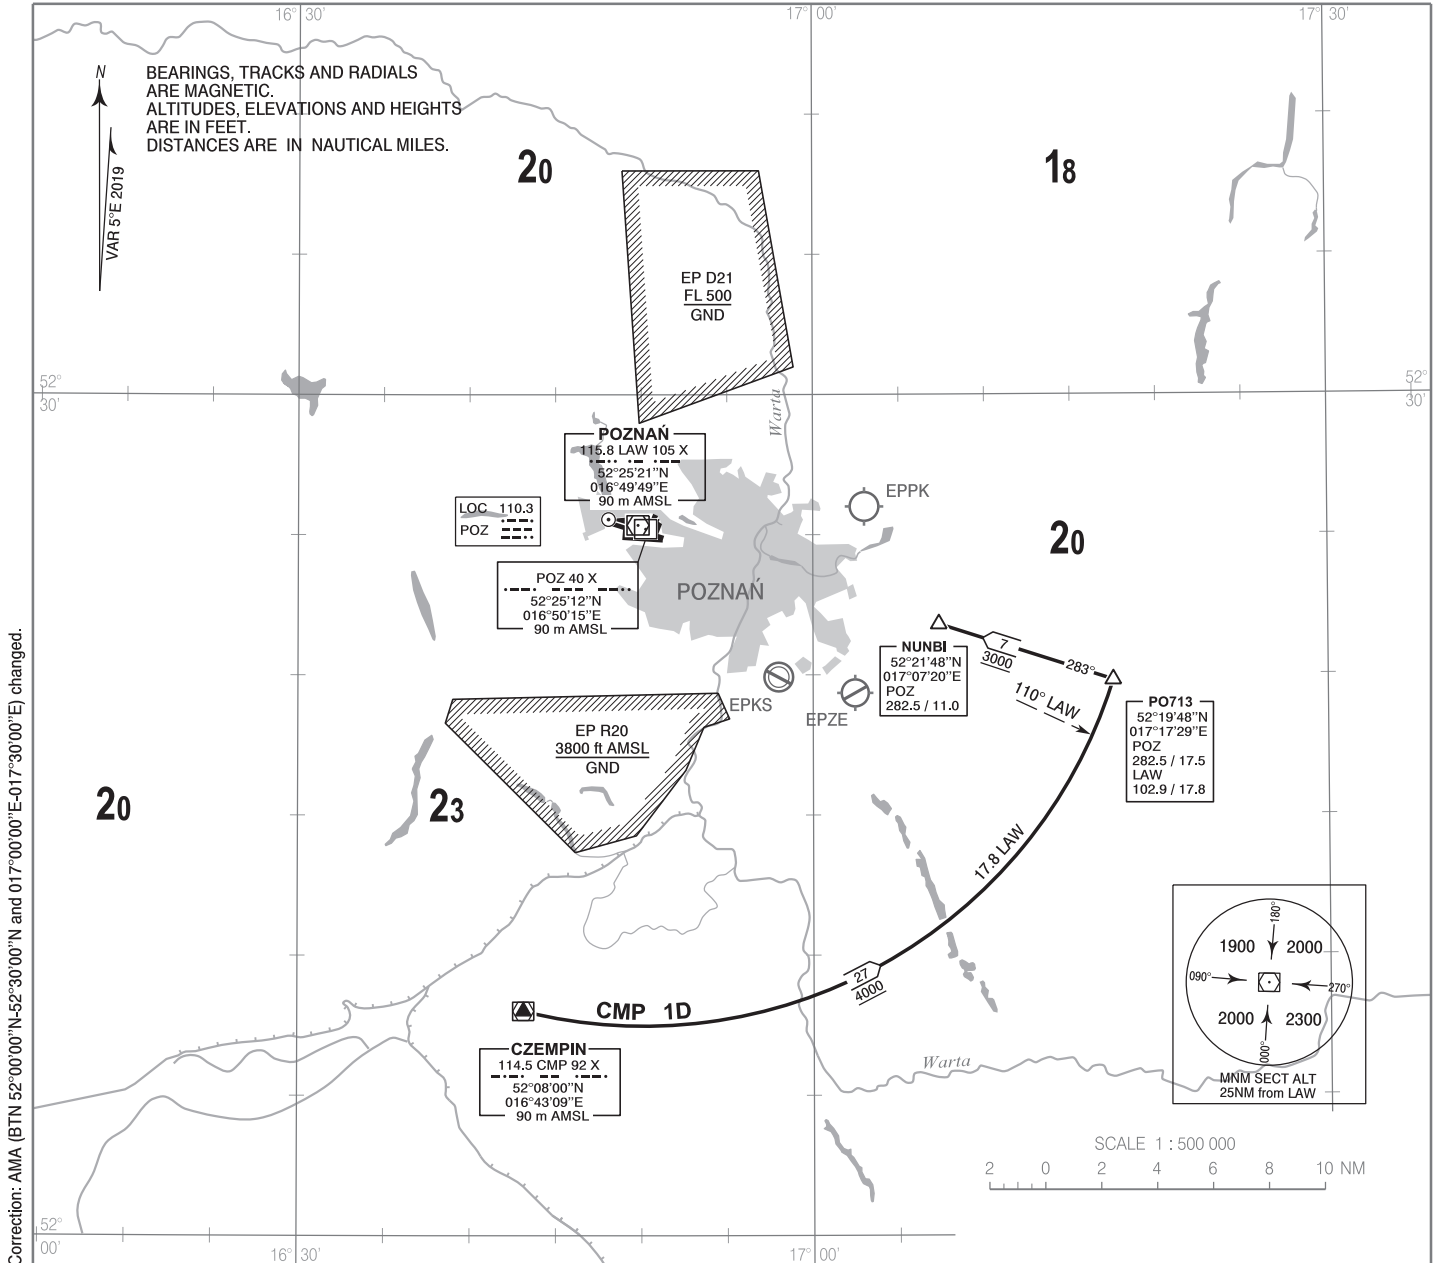 16° 30'
17° 00'
17° 30'
N
BEARINGS, TRACKS AND RADIALS
ARE MAGNETIC.
ALTITUDES, ELEVATIONS AND HEIGHTS
ARE IN FEET.
DISTANCES ARE IN NAUTICAL MILES.
VAR 5°E 2019
20
18
EP D21
FL 500
GND
52°
30'
52°
30'
Warta
POZNAŃ
115.8 LAW 105 X
52°25'21"N
016°49'49"E
90 m AMSL
LOC 110.3
POZ
EPPK
20
POZ 40 X
52°25'12"N
016°50'15"E
90 m AMSL
POZNAŃ
NUNBI
52°21'48"N
017°07'20"E
POZ
282.5 / 11.0
7
3000
283°
110° LAW
EPKS
EPZE
PO713
52°19'48"N
017°17'29"E
POZ
282.5 / 17.5
LAW
102.9 / 17.8
EP R20
3800 ft AMSL
GND
20
23
17.8 LAW
27
4000
CMP 1D
CZEMPIN
114.5 CMP 92 X
52°08'00"N
016°43'09"E
90 m AMSL
Warta
180°
1900
2000
090°
270°
2000
2300
000°
MNM SECT ALT
25NM from LAW
SCALE 1 : 500 000
2 0 2 4 6 8 10 NM
52°
00'
16° 30'
17° 00'
Correction: AMA (BTN 52°00'00"N-52°30'00"N and 017°00'00"E-017°30'00"E) changed.